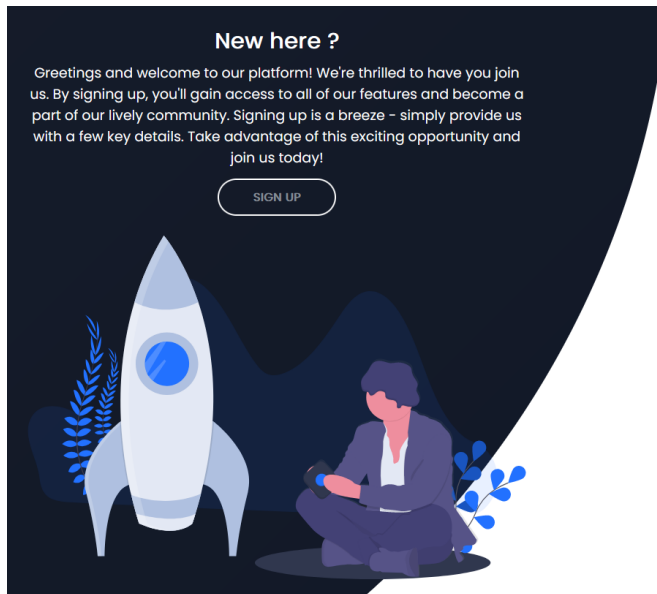 New here ?
Greetings and welcome to our platform! We're thrilled to have you join
us. By signing up, you'll gain access to all of our features and become a
part of our lively community. Signing up is a breeze - simply provide us
with a few key details. Take advantage of this exciting opportunity and
join us today!
SIGN UP